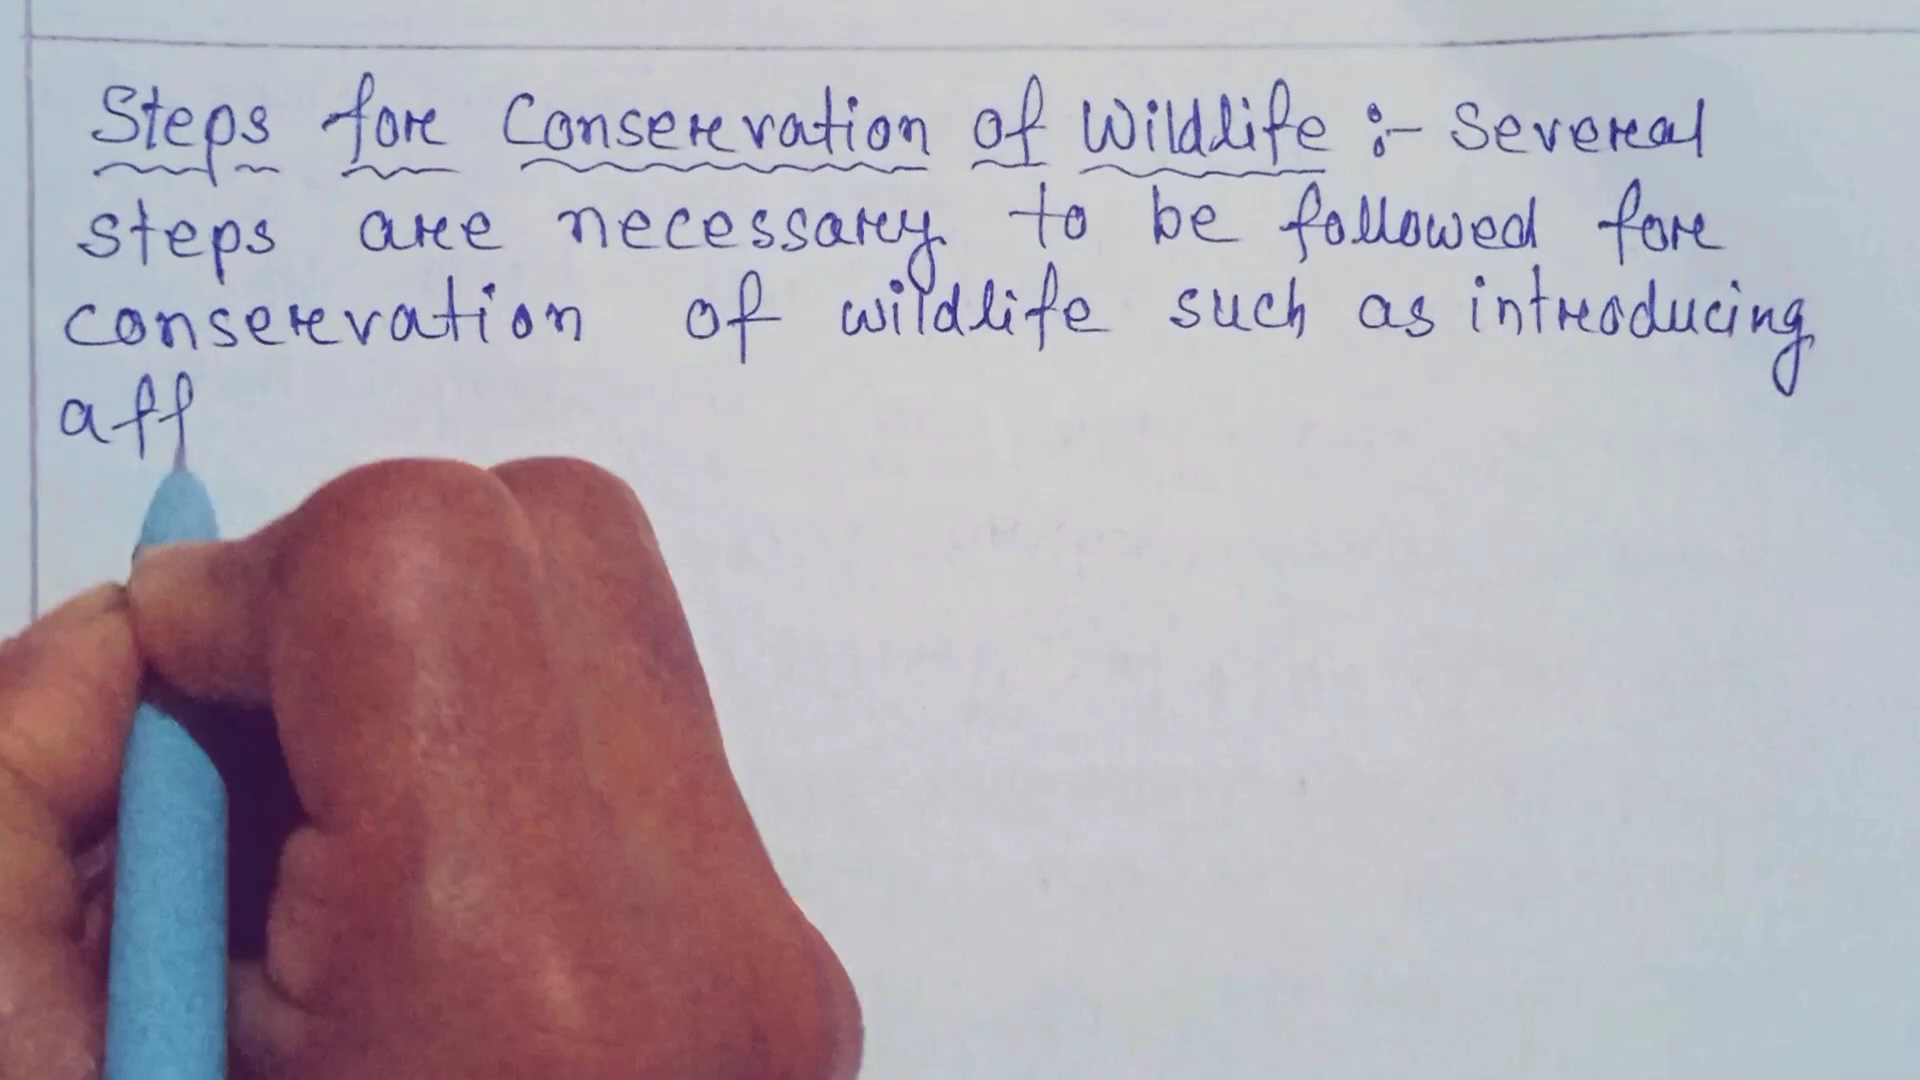 Steps for Conservation of Wildlife :- Several
steps are necessary to be followed for
conservation of wildlife such as introducing
aff